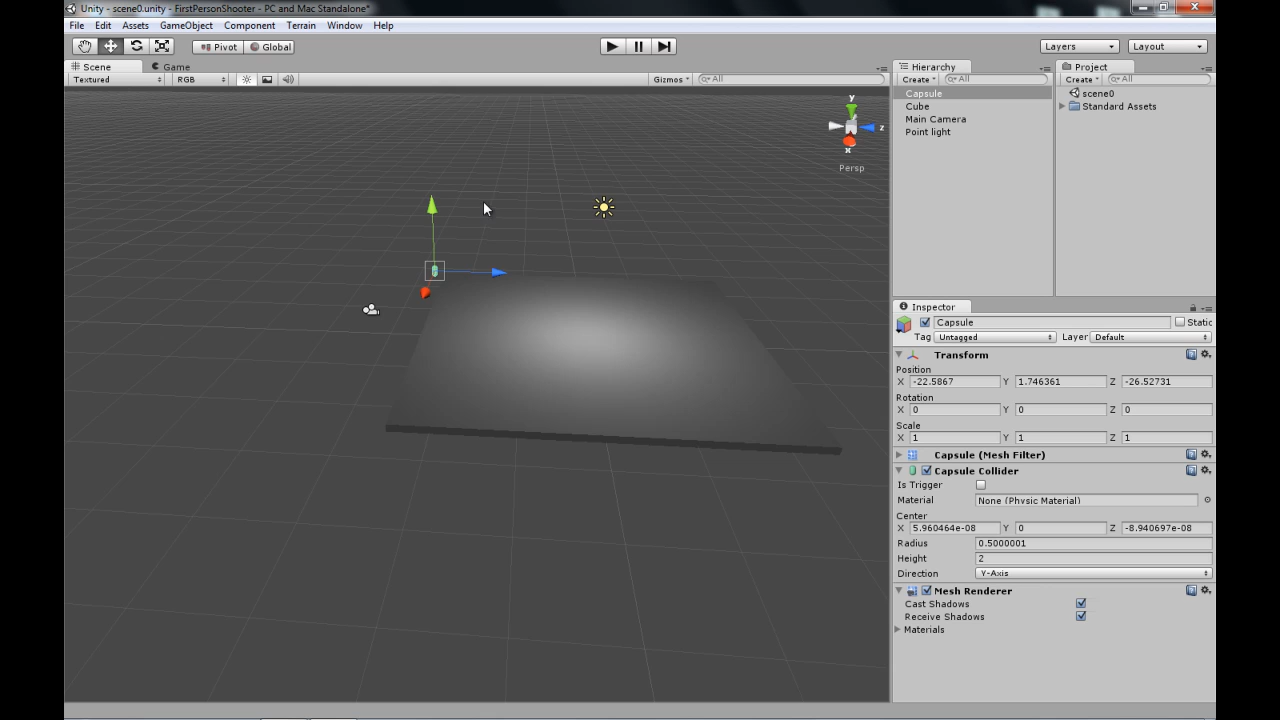 Unity - scene0.unity - FirstPersonShooter - PC and Mac Standalone*
File Edit Assets GameObject Component Terrain Window Help
Pivot Global Layers Layout
Scene Game
Textured RGB Gizmos All
Hierarchy
Create All
Capsule
Cube
Main Camera
Point light
Project
Create All
scene0
Standard Assets
y
z
x
Persp
Inspector
Capsule Static
Tag Untagged Layer Default
Transform
Position
X -22.5867 Y 1.746361 Z -26.52731
Rotation
X 0 Y 0 Z 0
Scale
X 1 Y 1 Z 1
Capsule (Mesh Filter)
Capsule Collider
Is Trigger
Material None (Physic Material)
Center
X 5.960464e-08 Y 0 Z -8.940697e-08
Radius 0.5000001
Height 2
Direction Y-Axis
Mesh Renderer
Cast Shadows
Receive Shadows
Materials